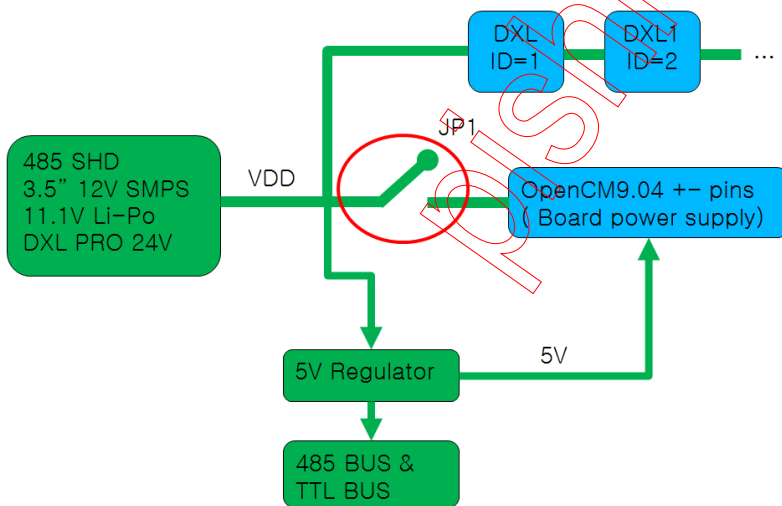 DXL
ID=1
DXL1
ID=2
...
JP1
485 SHD
3.5" 12V SMPS
11.1V Li-Po
DXL PRO 24V
VDD
OpenCM9.04 +- pins
( Board power supply)
5V Regulator
5V
485 BUS &
TTL BUS